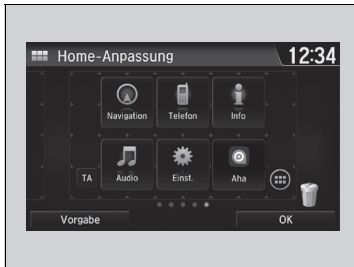 Home-Anpassung 12:34
Navigation Telefon Info
TA Audio Einst. Aha
Vorgabe OK